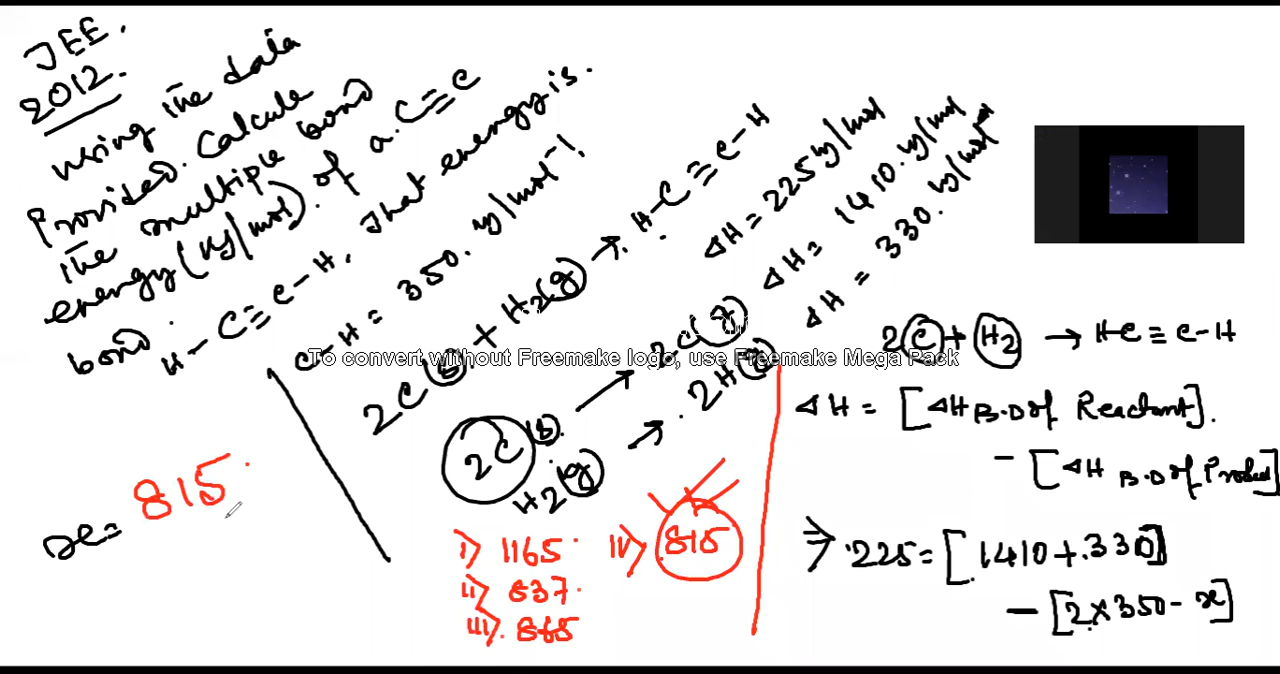 JEE.
2012.
using the data
Provided. Calcule
the multiple bond
energy (kJ/mol). of a. C≡C
bond. H-C≡C-H, that energy is.
C-H = 350. kJ/mol⁻¹.
2C(s) + H₂(g) → H-C≡C-H
ΔH = 225 kJ/mol
2C(s) → 2C(g) ΔH = 1410. kJ/mol
H₂(g) → 2H(g) ΔH = 330. kJ/mol⁻¹
To convert without Freemake logo, use Freemake Mega Pack
i) 1165.
ii) 837.
iii). 865
iv) 815
x = 815.
2C + H₂ → HC≡C-H
ΔH = [ΔH B.D of Reactant].
- [ΔH B.D of Product]
⇒ .225 = [.1410 + .330]
- [2×350 - x]